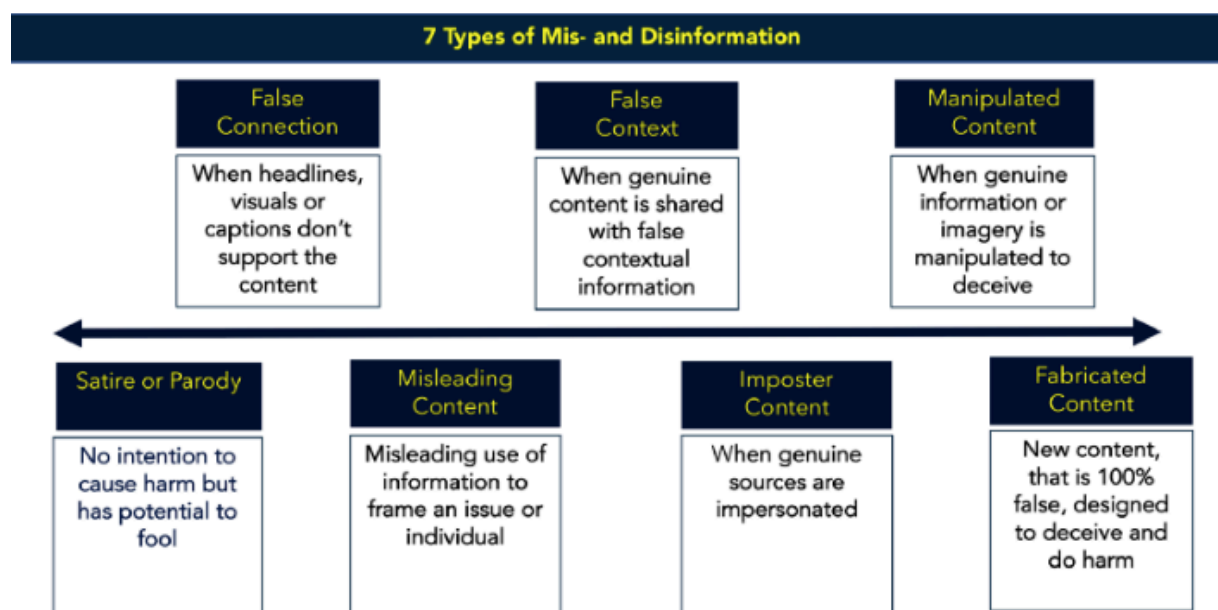 7 Types of Mis- and Disinformation
False
Connection
When headlines,
visuals or
captions don't
support the
content
False
Context
When genuine
content is shared
with false
contextual
information
Manipulated
Content
When genuine
information or
imagery is
manipulated to
deceive
Satire or Parody
No intention to
cause harm but
has potential to
fool
Misleading
Content
Misleading use of
information to
frame an issue or
individual
Imposter
Content
When genuine
sources are
impersonated
Fabricated
Content
New content,
that is 100%
false, designed
to deceive and
do harm